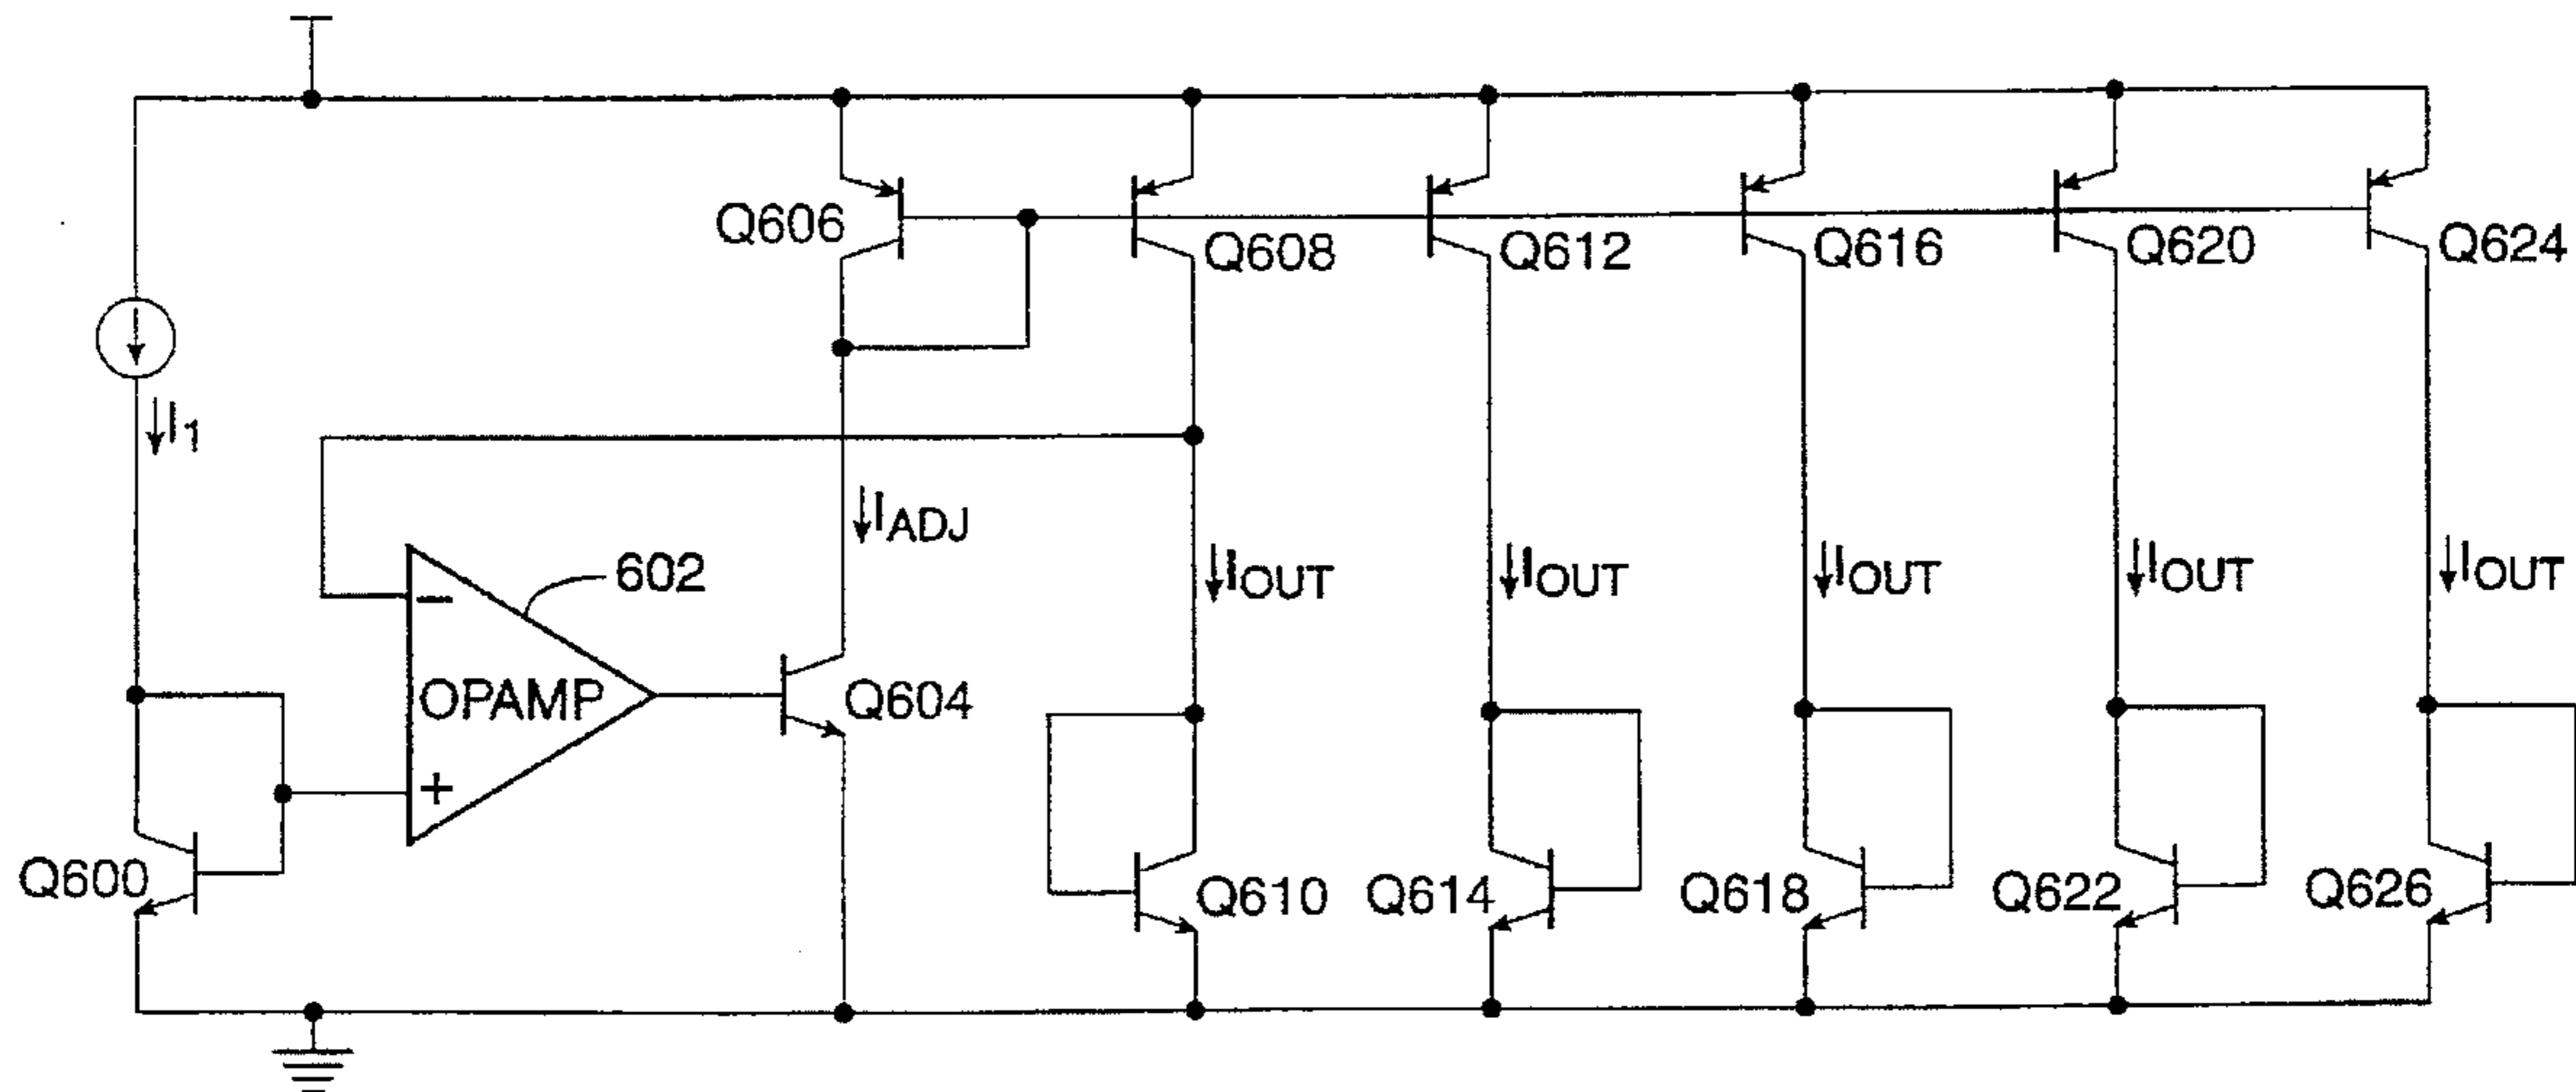 Q606
Q608
Q612
Q616
Q620
Q624
I1
IADJ
602
IOUT
IOUT
IOUT
IOUT
IOUT
−
OPAMP
+
Q604
Q600
Q610
Q614
Q618
Q622
Q626